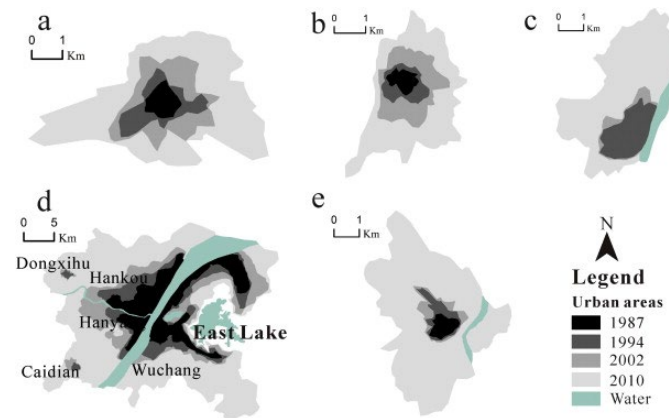 a
0 1
Km
b
0 1
Km
c
0 1
Km
d
0 5
Km
Dongxihu
Hankou
Hanya
East Lake
Caidian
Wuchang
e
0 1
Km
N
Legend
Urban areas
1987
1994
2002
2010
Water